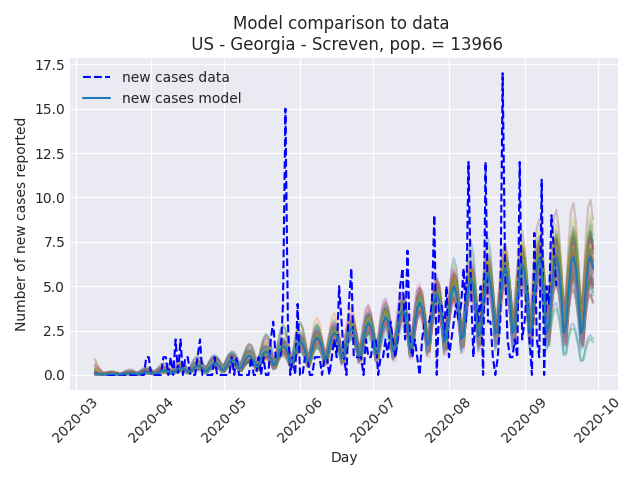 Model comparison to data
US - Georgia - Screven, pop. = 13966
new cases data
new cases model
Number of new cases reported
17.5
15.0
12.5
10.0
7.5
5.0
2.5
0.0
2020-03
2020-04
2020-05
2020-06
2020-07
2020-08
2020-09
2020-10
Day